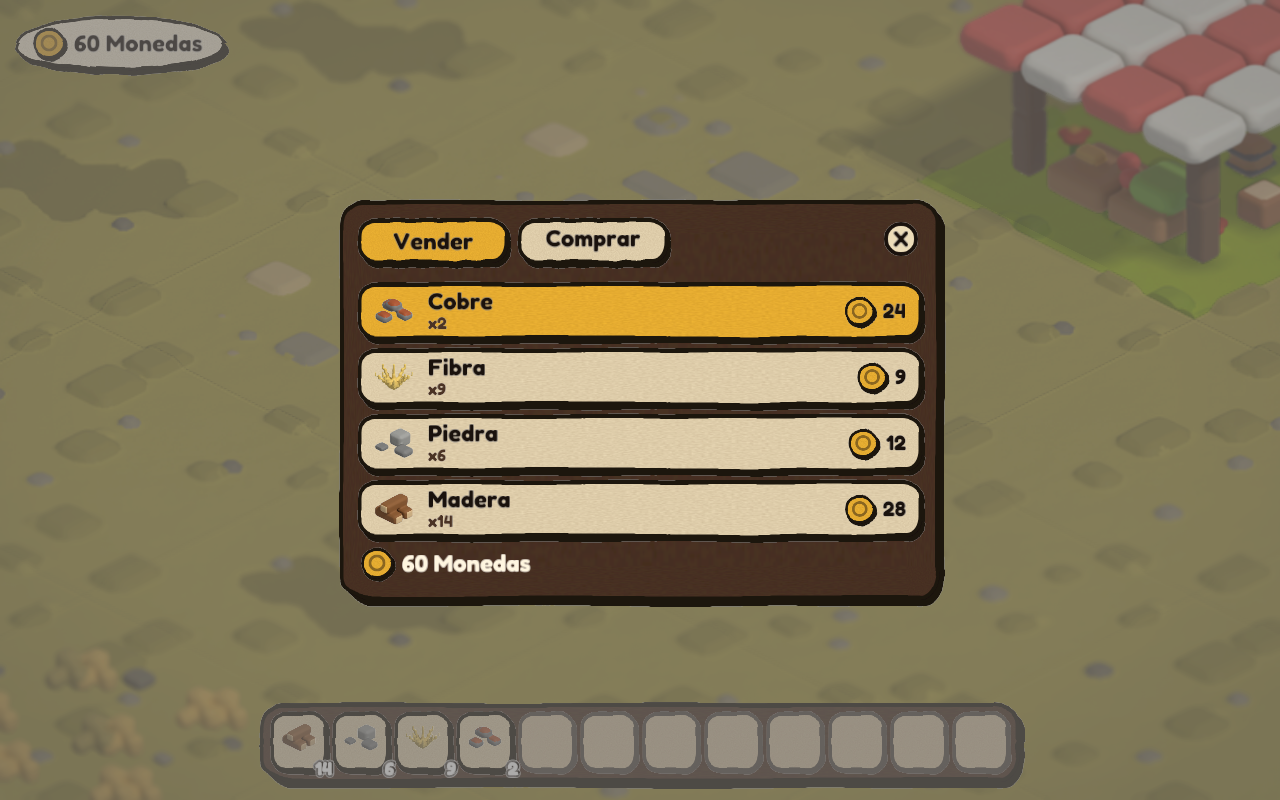 60 Monedas
Vender
Comprar
Cobre
x2
24
Fibra
x9
9
Piedra
x6
12
Madera
x14
28
60 Monedas
14
6
9
2